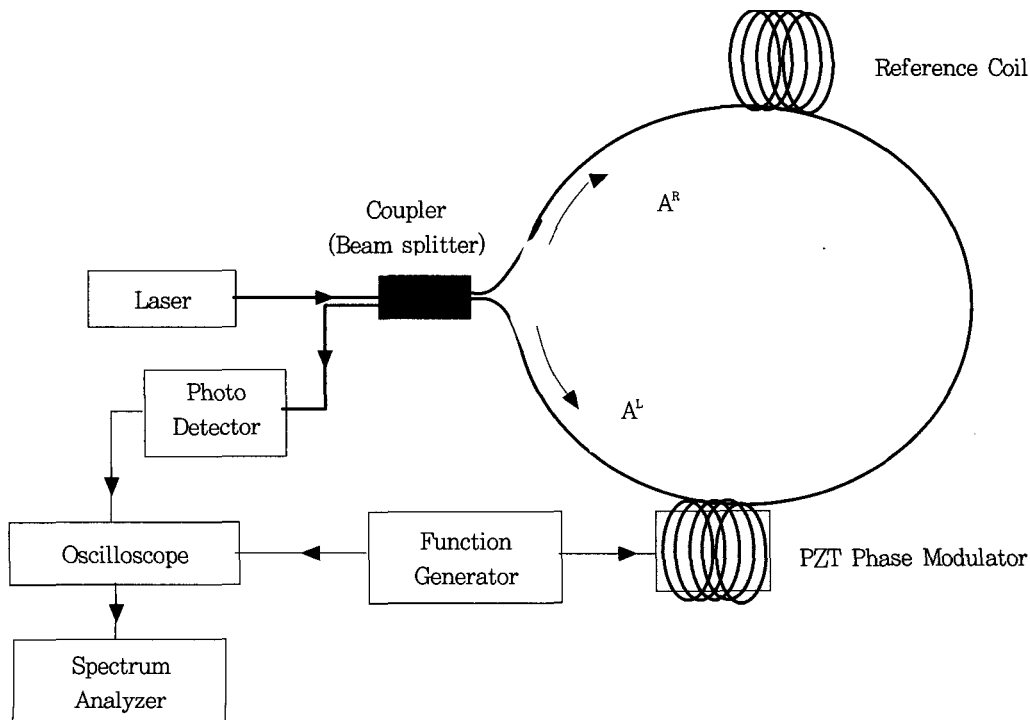 Reference Coil
A^R
Coupler
(Beam splitter)
Laser
Photo
Detector
A^L
Oscilloscope
Function
Generator
PZT Phase Modulator
Spectrum
Analyzer